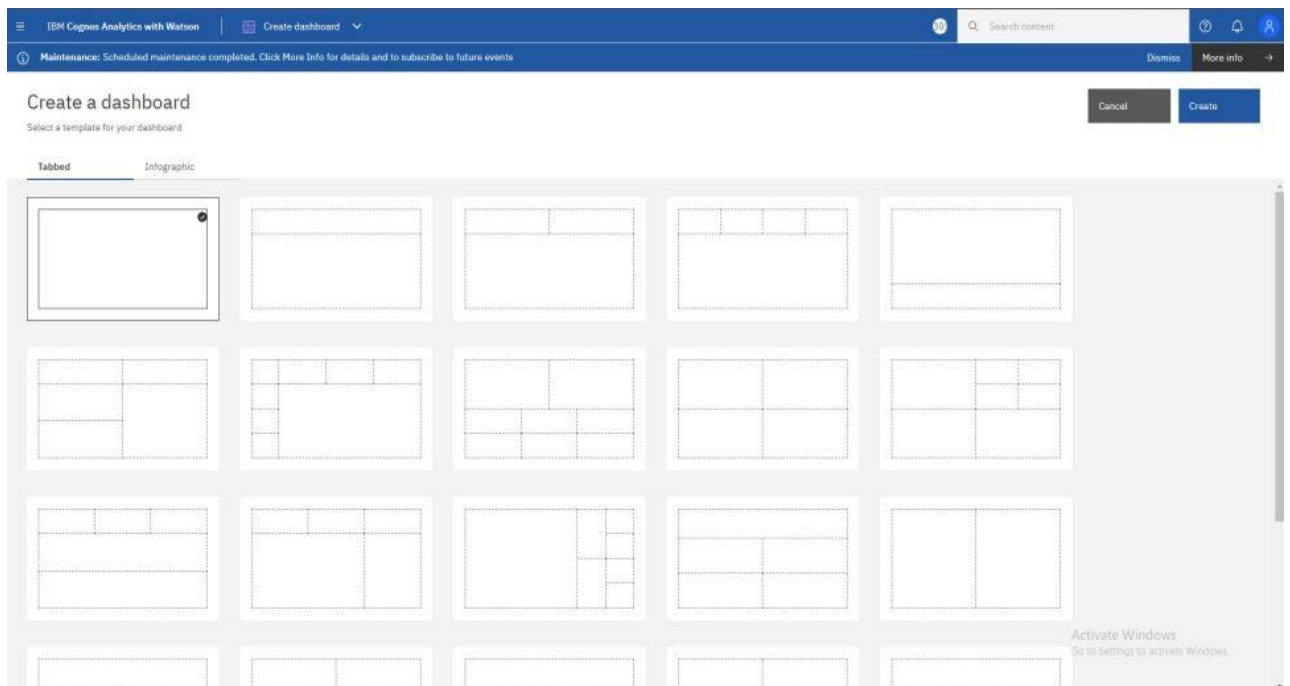 IBM Cognos Analytics with Watson
Create dashboard
Search content
Maintenance: Scheduled maintenance completed. Click More Info for details and to subscribe to future events
Dismiss
More info
Create a dashboard
Select a template for your dashboard
Cancel
Create
Tabbed
Infographic
Activate Windows
Go to Settings to activate Windows.